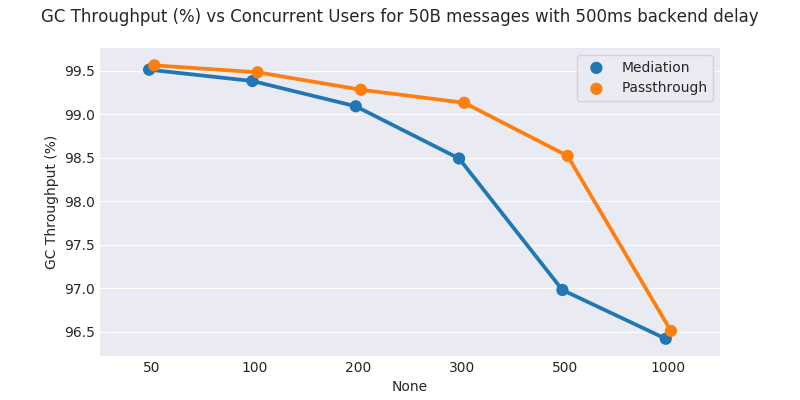 GC Throughput (%) vs Concurrent Users for 50B messages with 500ms backend delay
Mediation
Passthrough
GC Throughput (%)
99.5
99.0
98.5
98.0
97.5
97.0
96.5
50 100 200 300 500 1000
None